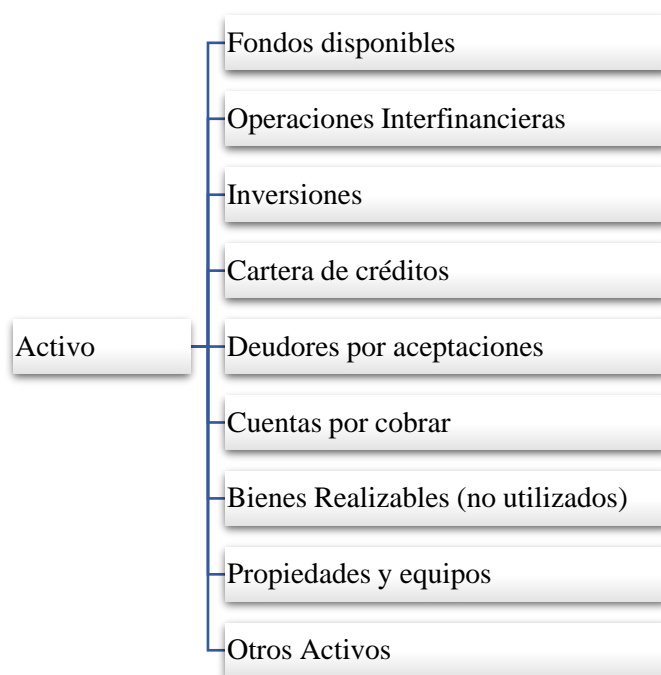 Fondos disponibles
Operaciones Interfinancieras
Inversiones
Cartera de créditos
Activo
Deudores por aceptaciones
Cuentas por cobrar
Bienes Realizables (no utilizados)
Propiedades y equipos
Otros Activos